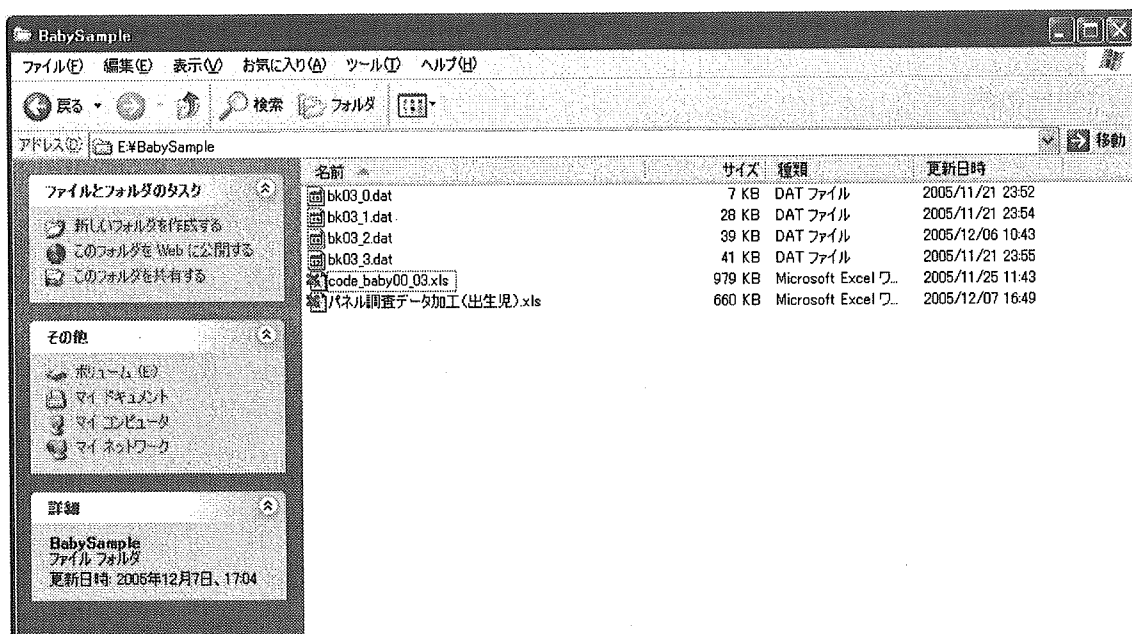 BabySample
ファイル(F) 編集(E) 表示(V) お気に入り(A) ツール(T) ヘルプ(H)
戻る 検索 フォルダ
アドレス(D) E:¥BabySample 移動
名前 サイズ 種類 更新日時
bk03_0.dat 7 KB DAT ファイル 2005/11/21 23:52
bk03_1.dat 28 KB DAT ファイル 2005/11/21 23:54
bk03_2.dat 39 KB DAT ファイル 2005/12/06 10:43
bk03_3.dat 41 KB DAT ファイル 2005/11/21 23:55
code_baby00_03.xls 979 KB Microsoft Excel ワ... 2005/11/25 11:43
パネル調査データ加工(出生児).xls 660 KB Microsoft Excel ワ... 2005/12/07 16:49
ファイルとフォルダのタスク
新しいフォルダを作成する
このフォルダを Web に公開する
このフォルダを共有する
その他
ボリューム (E:)
マイ ドキュメント
マイ コンピュータ
マイ ネットワーク
詳細
BabySample
ファイル フォルダ
更新日時: 2005年12月7日、17:04